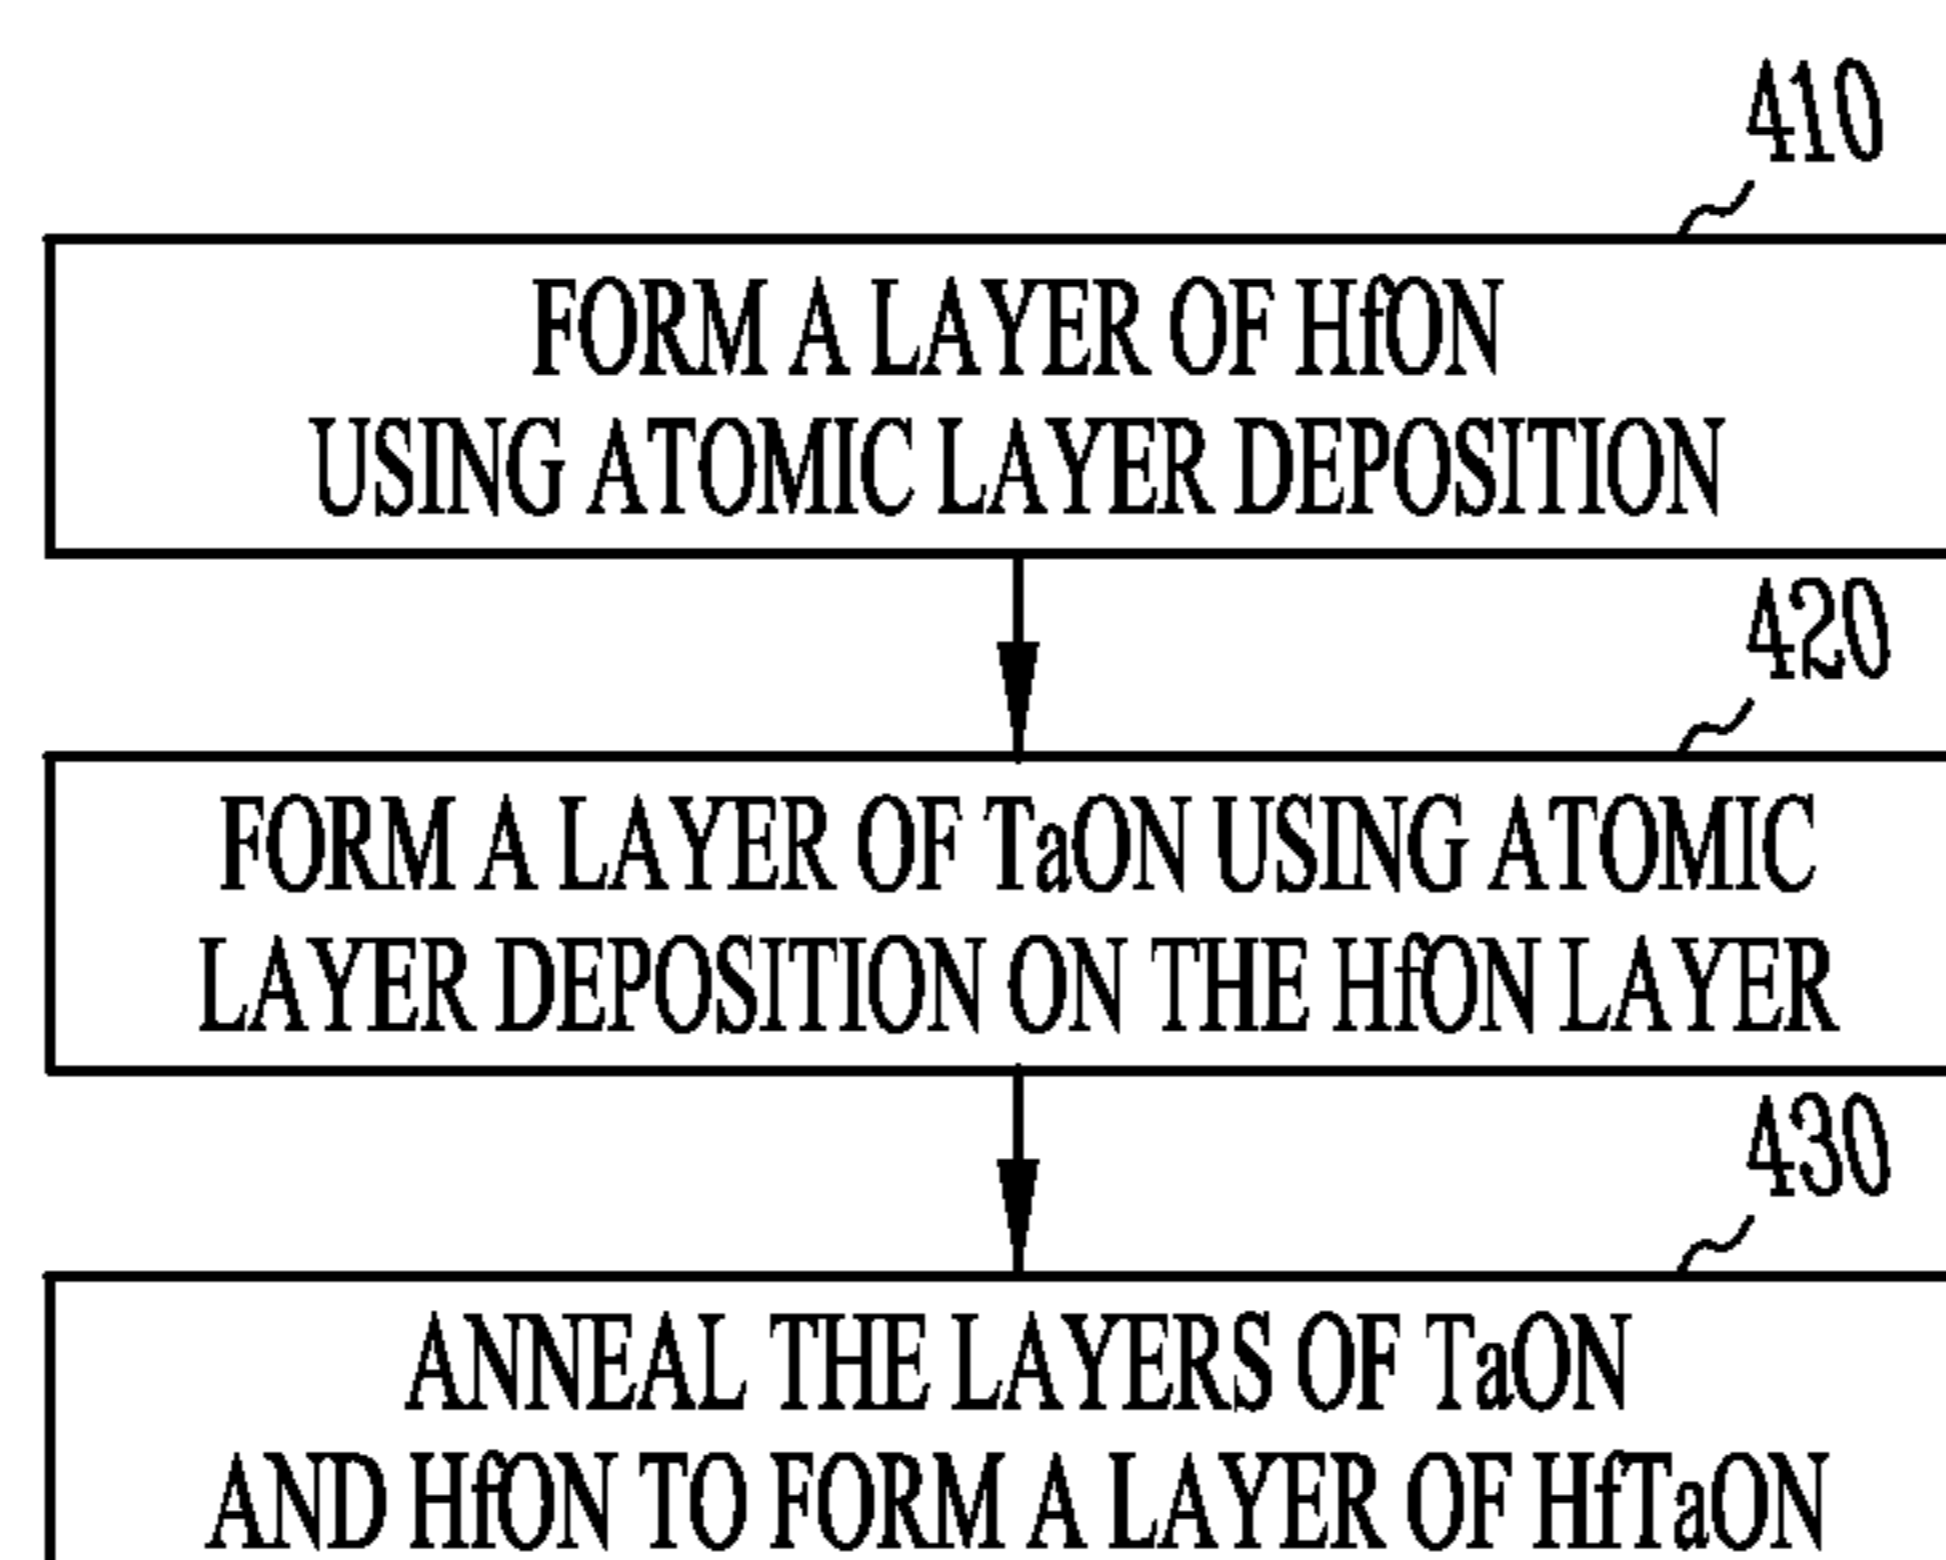 410
FORM A LAYER OF HfON
USING ATOMIC LAYER DEPOSITION
420
FORM A LAYER OF TaON USING ATOMIC
LAYER DEPOSITION ON THE HfON LAYER
430
ANNEAL THE LAYERS OF TaON
AND HfON TO FORM A LAYER OF HfTaON